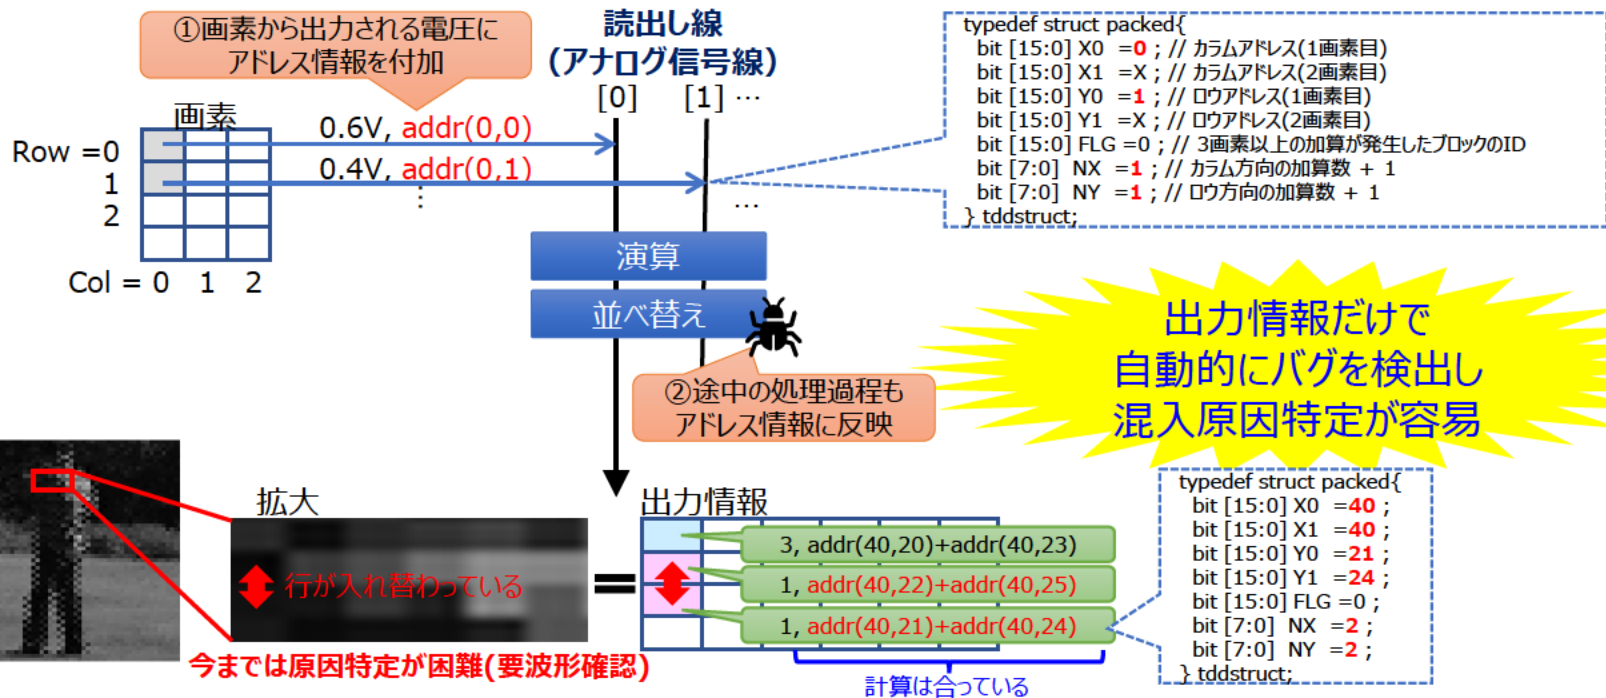 ①画素から出力される電圧に
アドレス情報を付加
読出し線
(アナログ信号線)
[0] [1] …
画素
Row =0
1
2
Col = 0 1 2
0.6V, addr(0,0)
0.4V, addr(0,1)
⋮
…
typedef struct packed{
bit [15:0] X0 =0 ; // カラムアドレス(1画素目)
bit [15:0] X1 =X ; // カラムアドレス(2画素目)
bit [15:0] Y0 =1 ; // ロウアドレス(1画素目)
bit [15:0] Y1 =X ; // ロウアドレス(2画素目)
bit [15:0] FLG =0 ; // 3画素以上の加算が発生したブロックのID
bit [7:0] NX =1 ; // カラム方向の加算数 + 1
bit [7:0] NY =1 ; // ロウ方向の加算数 + 1
} tddstruct;
演算
並べ替え
②途中の処理過程も
アドレス情報に反映
出力情報だけで
自動的にバグを検出し
混入原因特定が容易
拡大
行が入れ替わっている
今までは原因特定が困難(要波形確認)
=
出力情報
3, addr(40,20)+addr(40,23)
1, addr(40,22)+addr(40,25)
1, addr(40,21)+addr(40,24)
計算は合っている
typedef struct packed{
bit [15:0] X0 =40 ;
bit [15:0] X1 =40 ;
bit [15:0] Y0 =21 ;
bit [15:0] Y1 =24 ;
bit [15:0] FLG =0 ;
bit [7:0] NX =2 ;
bit [7:0] NY =2 ;
} tddstruct;